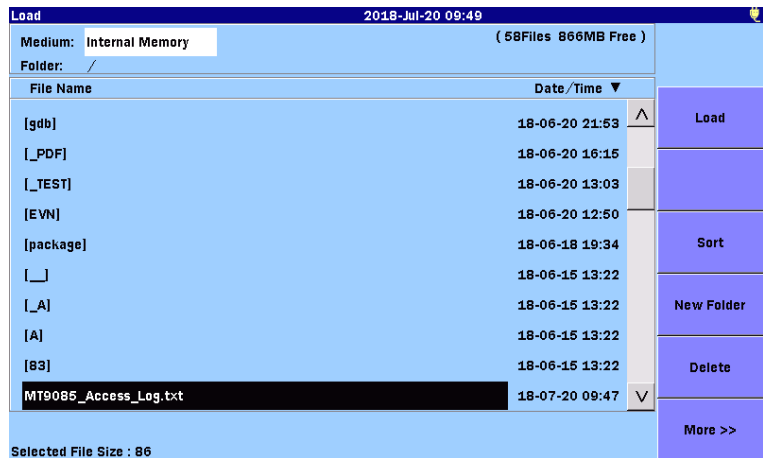 Load 2018-Jul-20 09:49
Medium: Internal Memory ( 58Files 866MB Free )
Folder: /
File Name Date/Time ▼
[gdb] 18-06-20 21:53
[_PDF] 18-06-20 16:15
[_TEST] 18-06-20 13:03
[EVN] 18-06-20 12:50
[package] 18-06-18 19:34
[__] 18-06-15 13:22
[_A] 18-06-15 13:22
[A] 18-06-15 13:22
[83] 18-06-15 13:22
MT9085_Access_Log.txt 18-07-20 09:47
Selected File Size : 86
Load
Sort
New Folder
Delete
More >>